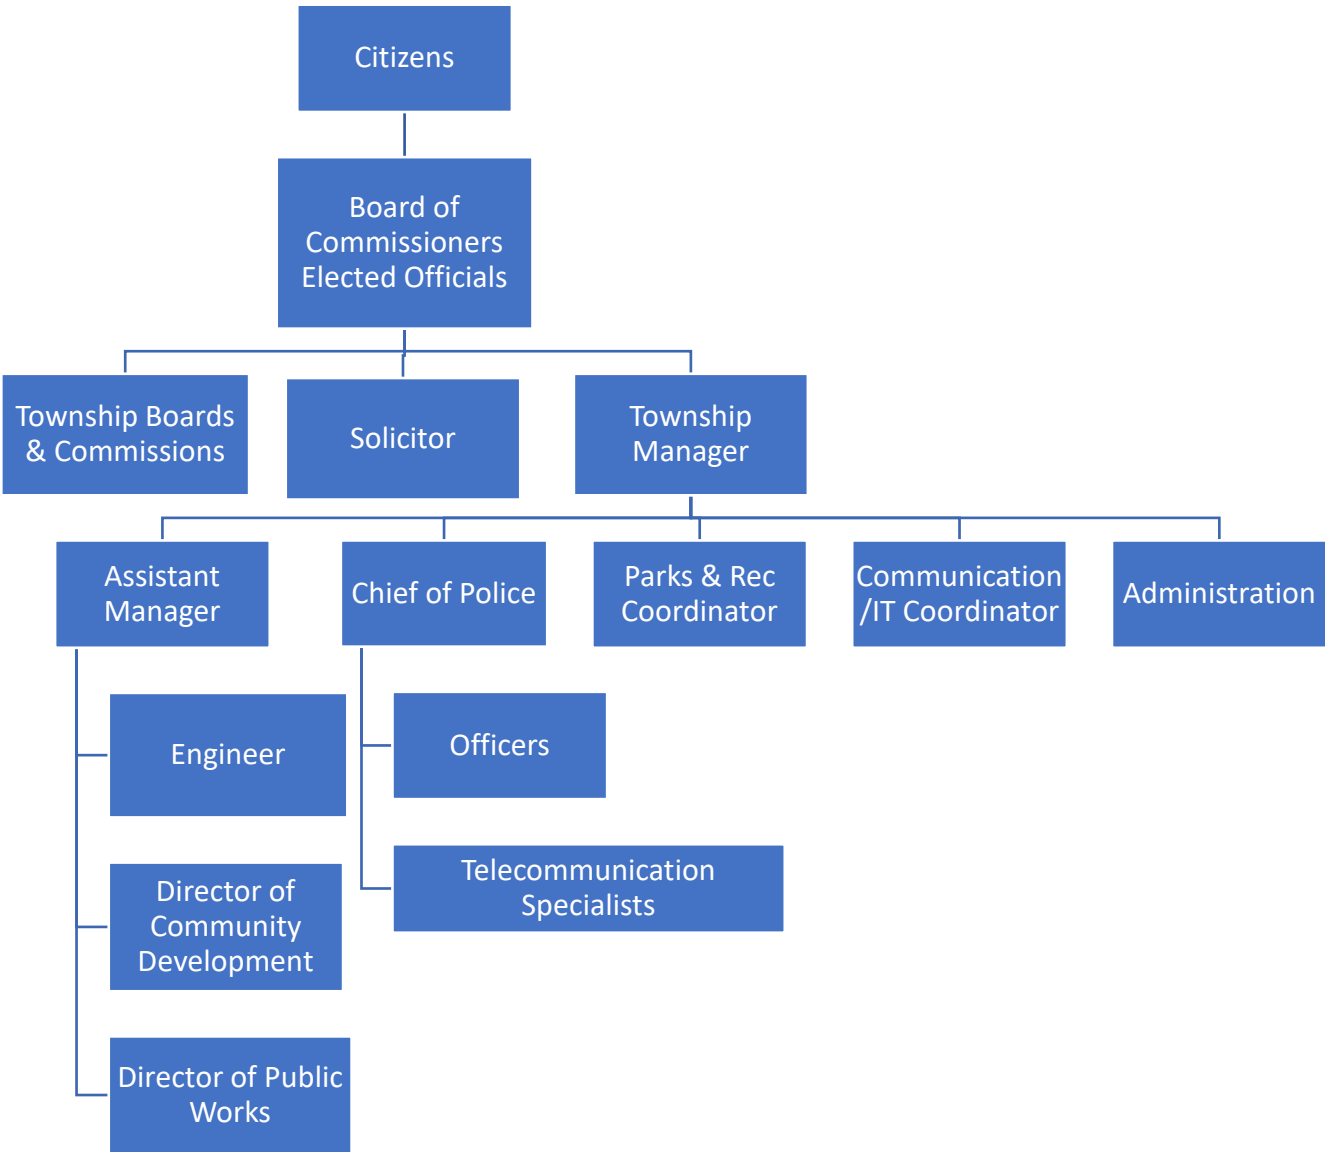 Citizens
Board of
Commissioners
Elected Officials
Township Boards
& Commissions
Solicitor
Township
Manager
Assistant
Manager
Chief of Police
Parks & Rec
Coordinator
Communication
/IT Coordinator
Administration
Engineer
Officers
Telecommunication
Specialists
Director of
Community
Development
Director of Public
Works